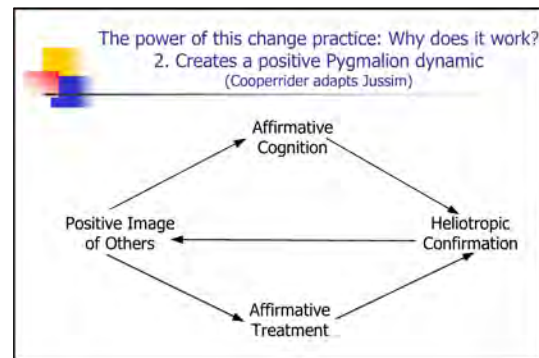 The power of this change practice: Why does it work?
2. Creates a positive Pygmalion dynamic
(Cooperrider adapts Jussim)
Affirmative
Cognition
Positive Image
of Others
Heliotropic
Confirmation
Affirmative
Treatment